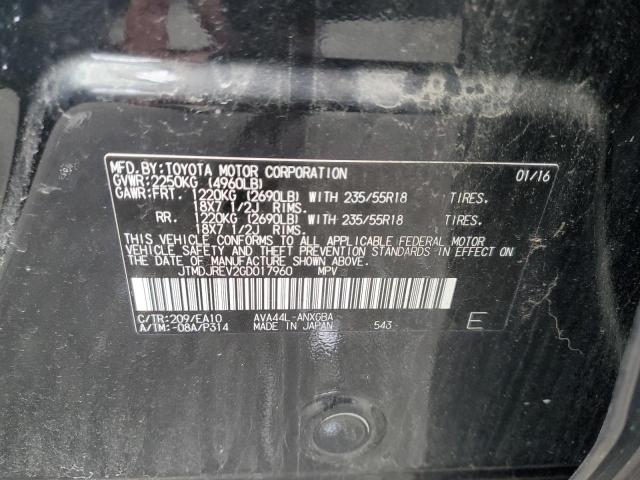 MFD.BY:TOYOTA MOTOR CORPORATION 01/16
GVWR:2250KG (4960LB)
GAWR:FRT. 1220KG (2690LB) WITH 235/55R18 TIRES.
18X7 1/2J RIMS.
RR. 1220KG (2690LB) WITH 235/55R18 TIRES.
18X7 1/2J RIMS.
THIS VEHICLE CONFORMS TO ALL APPLICABLE FEDERAL MOTOR
VEHICLE SAFETY AND THEFT PREVENTION STANDARDS IN EFFECT ON
THE DATE OF MANUFACTURE SHOWN ABOVE.
JTMDJREV2GD017960 MPV
C/TR:209/EA10 AVA44L-ANXGBA
A/TM:-08A/P314 MADE IN JAPAN 543 E